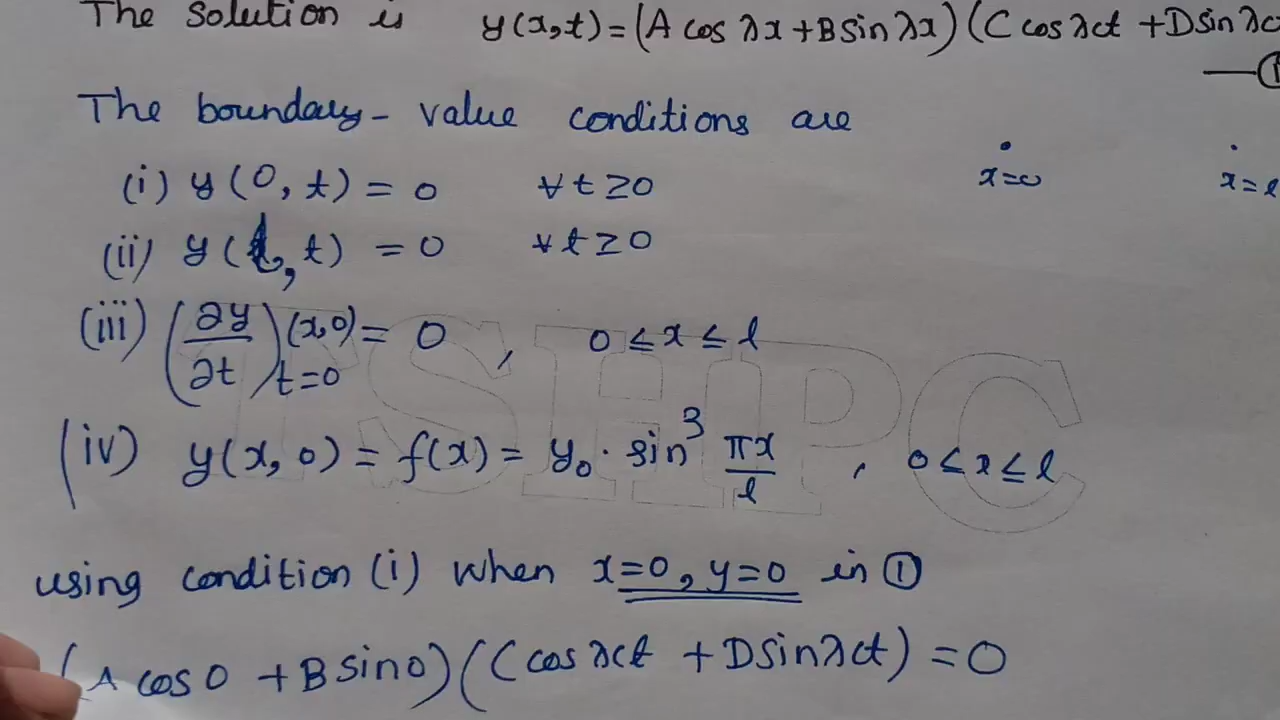 The Solution is y(x,t)=(A cos λx+B sin λx)(C cos λct +D sin λc
—①
The boundary-value conditions are
x=0 x=l
(i) y(0, t) = 0 ∀ t ≥ 0
(ii) y(l, t) = 0 ∀ t ≥ 0
(iii) (∂y/∂t)(x,0) = 0 , 0 ≤ x ≤ l
t=0
(iv) y(x, 0) = f(x) = y₀ · sin³ πx/l , 0 < x ≤ l
using condition (i) when x=0, y=0 in ①
(A cos 0 + B sin 0)(C cos λct + D sin λct) = 0
TSHPC